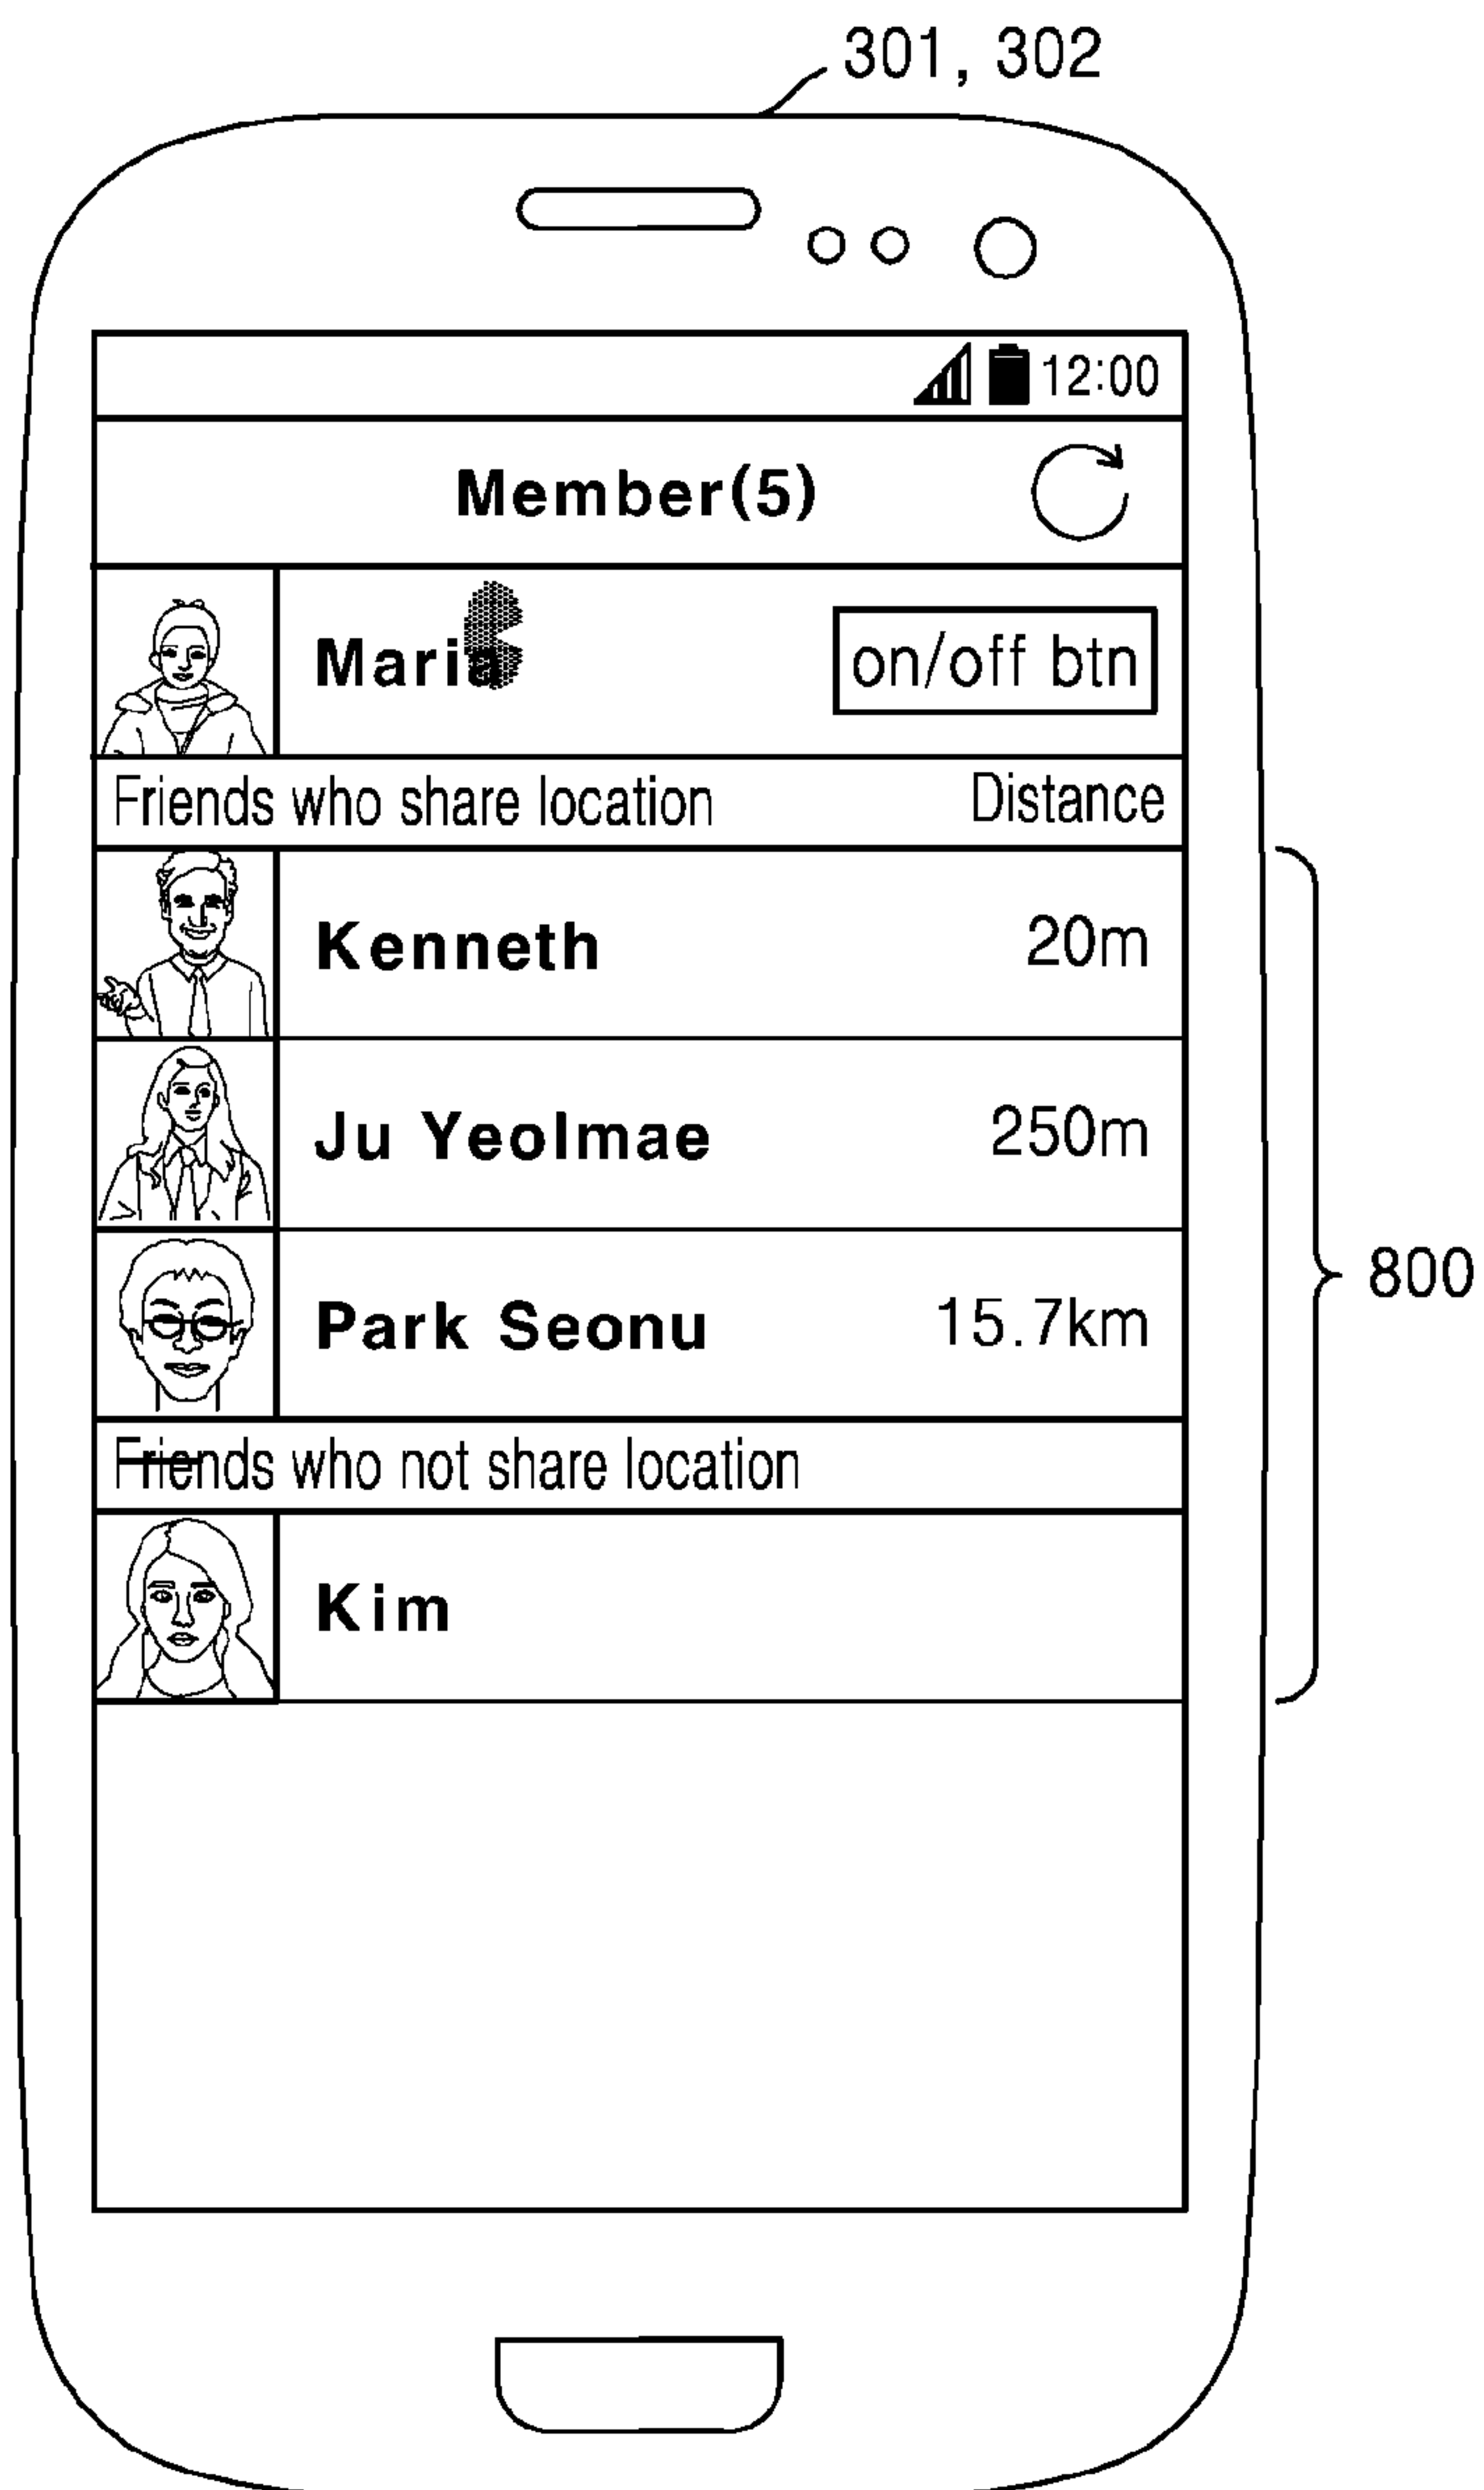 301, 302
12:00
Member(5)
Maria on/off btn
Friends who share location Distance
Kenneth 20m
Ju Yeolmae 250m
800
Park Seonu 15.7km
Friends who not share location
Kim